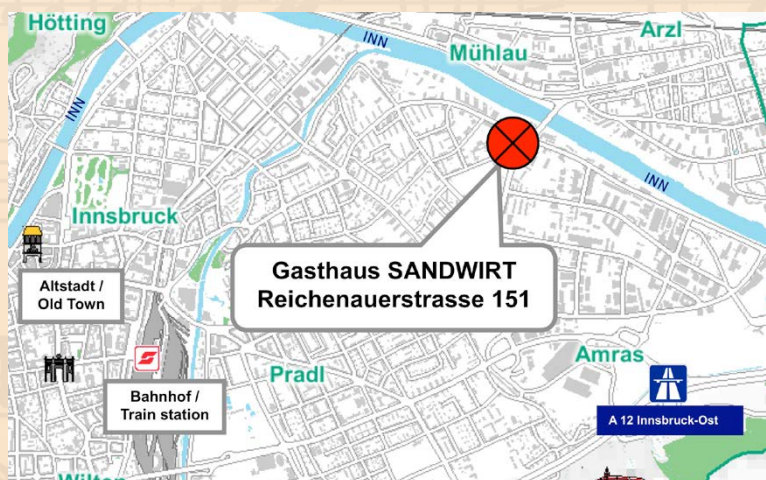 Hötting
INN
Mühlau
Arzl
INN
INN
Innsbruck
Gasthaus SANDWIRT
Reichenauerstrasse 151
Altstadt /
Old Town
Amras
Pradl
Bahnhof /
Train station
A 12 Innsbruck-Ost
Wilten